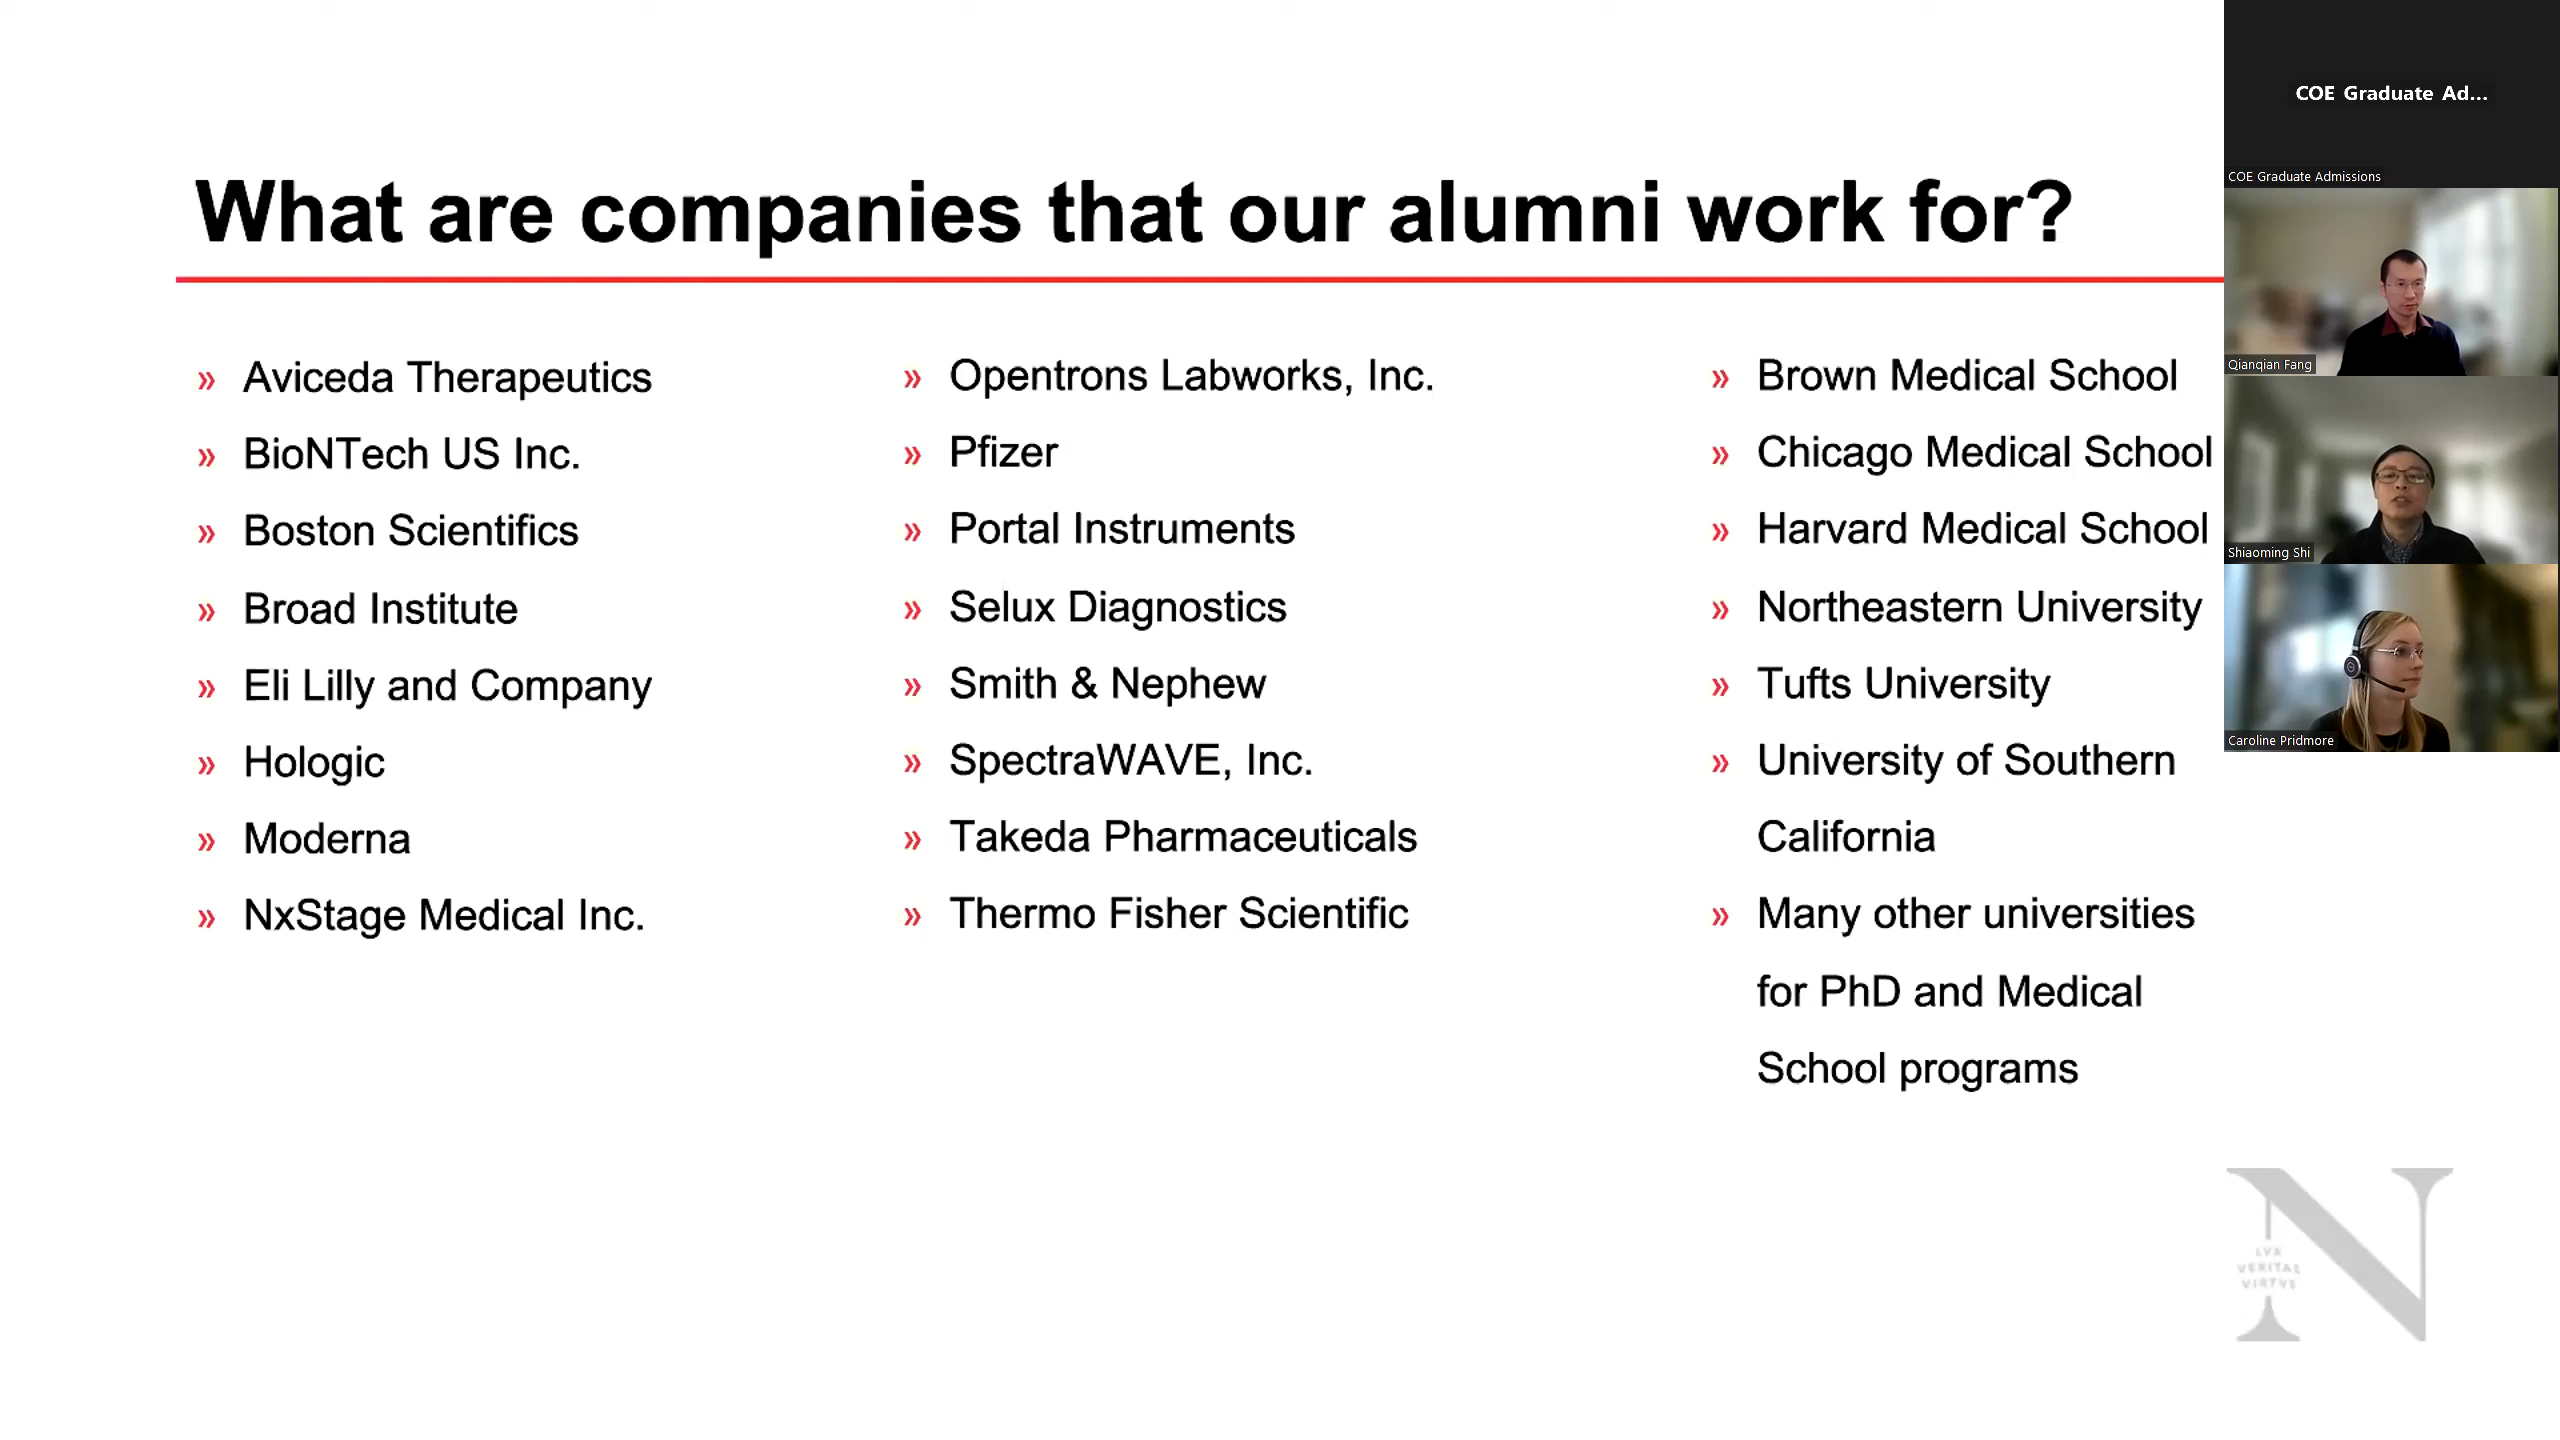 What are companies that our alumni work for?
» Aviceda Therapeutics
» BioNTech US Inc.
» Boston Scientifics
» Broad Institute
» Eli Lilly and Company
» Hologic
» Moderna
» NxStage Medical Inc.
» Opentrons Labworks, Inc.
» Pfizer
» Portal Instruments
» Selux Diagnostics
» Smith & Nephew
» SpectraWAVE, Inc.
» Takeda Pharmaceuticals
» Thermo Fisher Scientific
» Brown Medical School
» Chicago Medical School
» Harvard Medical School
» Northeastern University
» Tufts University
» University of Southern
California
» Many other universities
for PhD and Medical
School programs
COE Graduate Ad...
COE Graduate Admissions
Qianqian Fang
Shiaoming Shi
Caroline Pridmore
N
LVX
VERITAS
VIRTVS